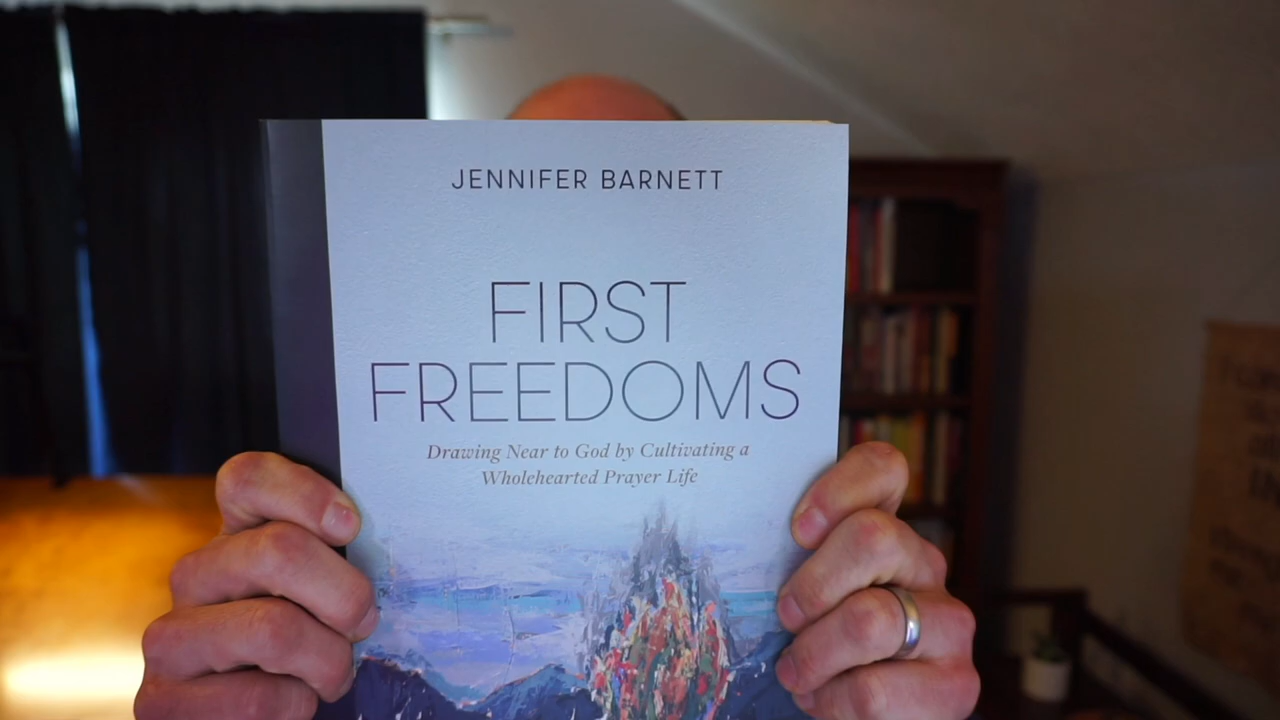 JENNIFER BARNETT
FIRST
FREEDOMS
Drawing Near to God by Cultivating a
Wholehearted Prayer Life